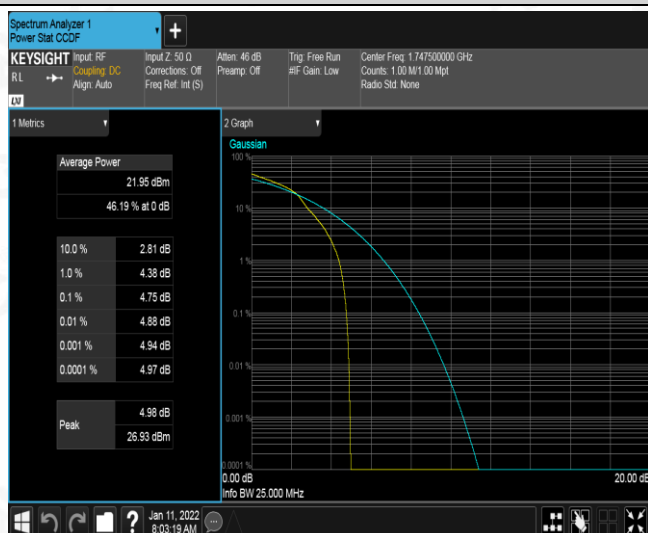 Spectrum Analyzer 1
Power Stat CCDF
+
KEYSIGHT
RL
LXI
Input: RF
Coupling: DC
Align: Auto
Input Z: 50 Ω
Corrections: Off
Freq Ref: Int (S)
Atten: 46 dB
Preamp: Off
Trig: Free Run
#IF Gain: Low
Center Freq: 1.747500000 GHz
Counts: 1.00 M/1.00 Mpt
Radio Std: None
1 Metrics
Average Power
21.95 dBm
46.19 % at 0 dB
10.0 % 2.81 dB
1.0 % 4.38 dB
0.1 % 4.75 dB
0.01 % 4.88 dB
0.001 % 4.94 dB
0.0001 % 4.97 dB
Peak
4.98 dB
26.93 dBm
2 Graph
Gaussian
100 %
10 %
1 %
0.1 %
0.01 %
0.001 %
0.0001 %
0.00 dB 20.00 dB
Info BW 25.000 MHz
?
Jan 11, 2022
8:03:19 AM